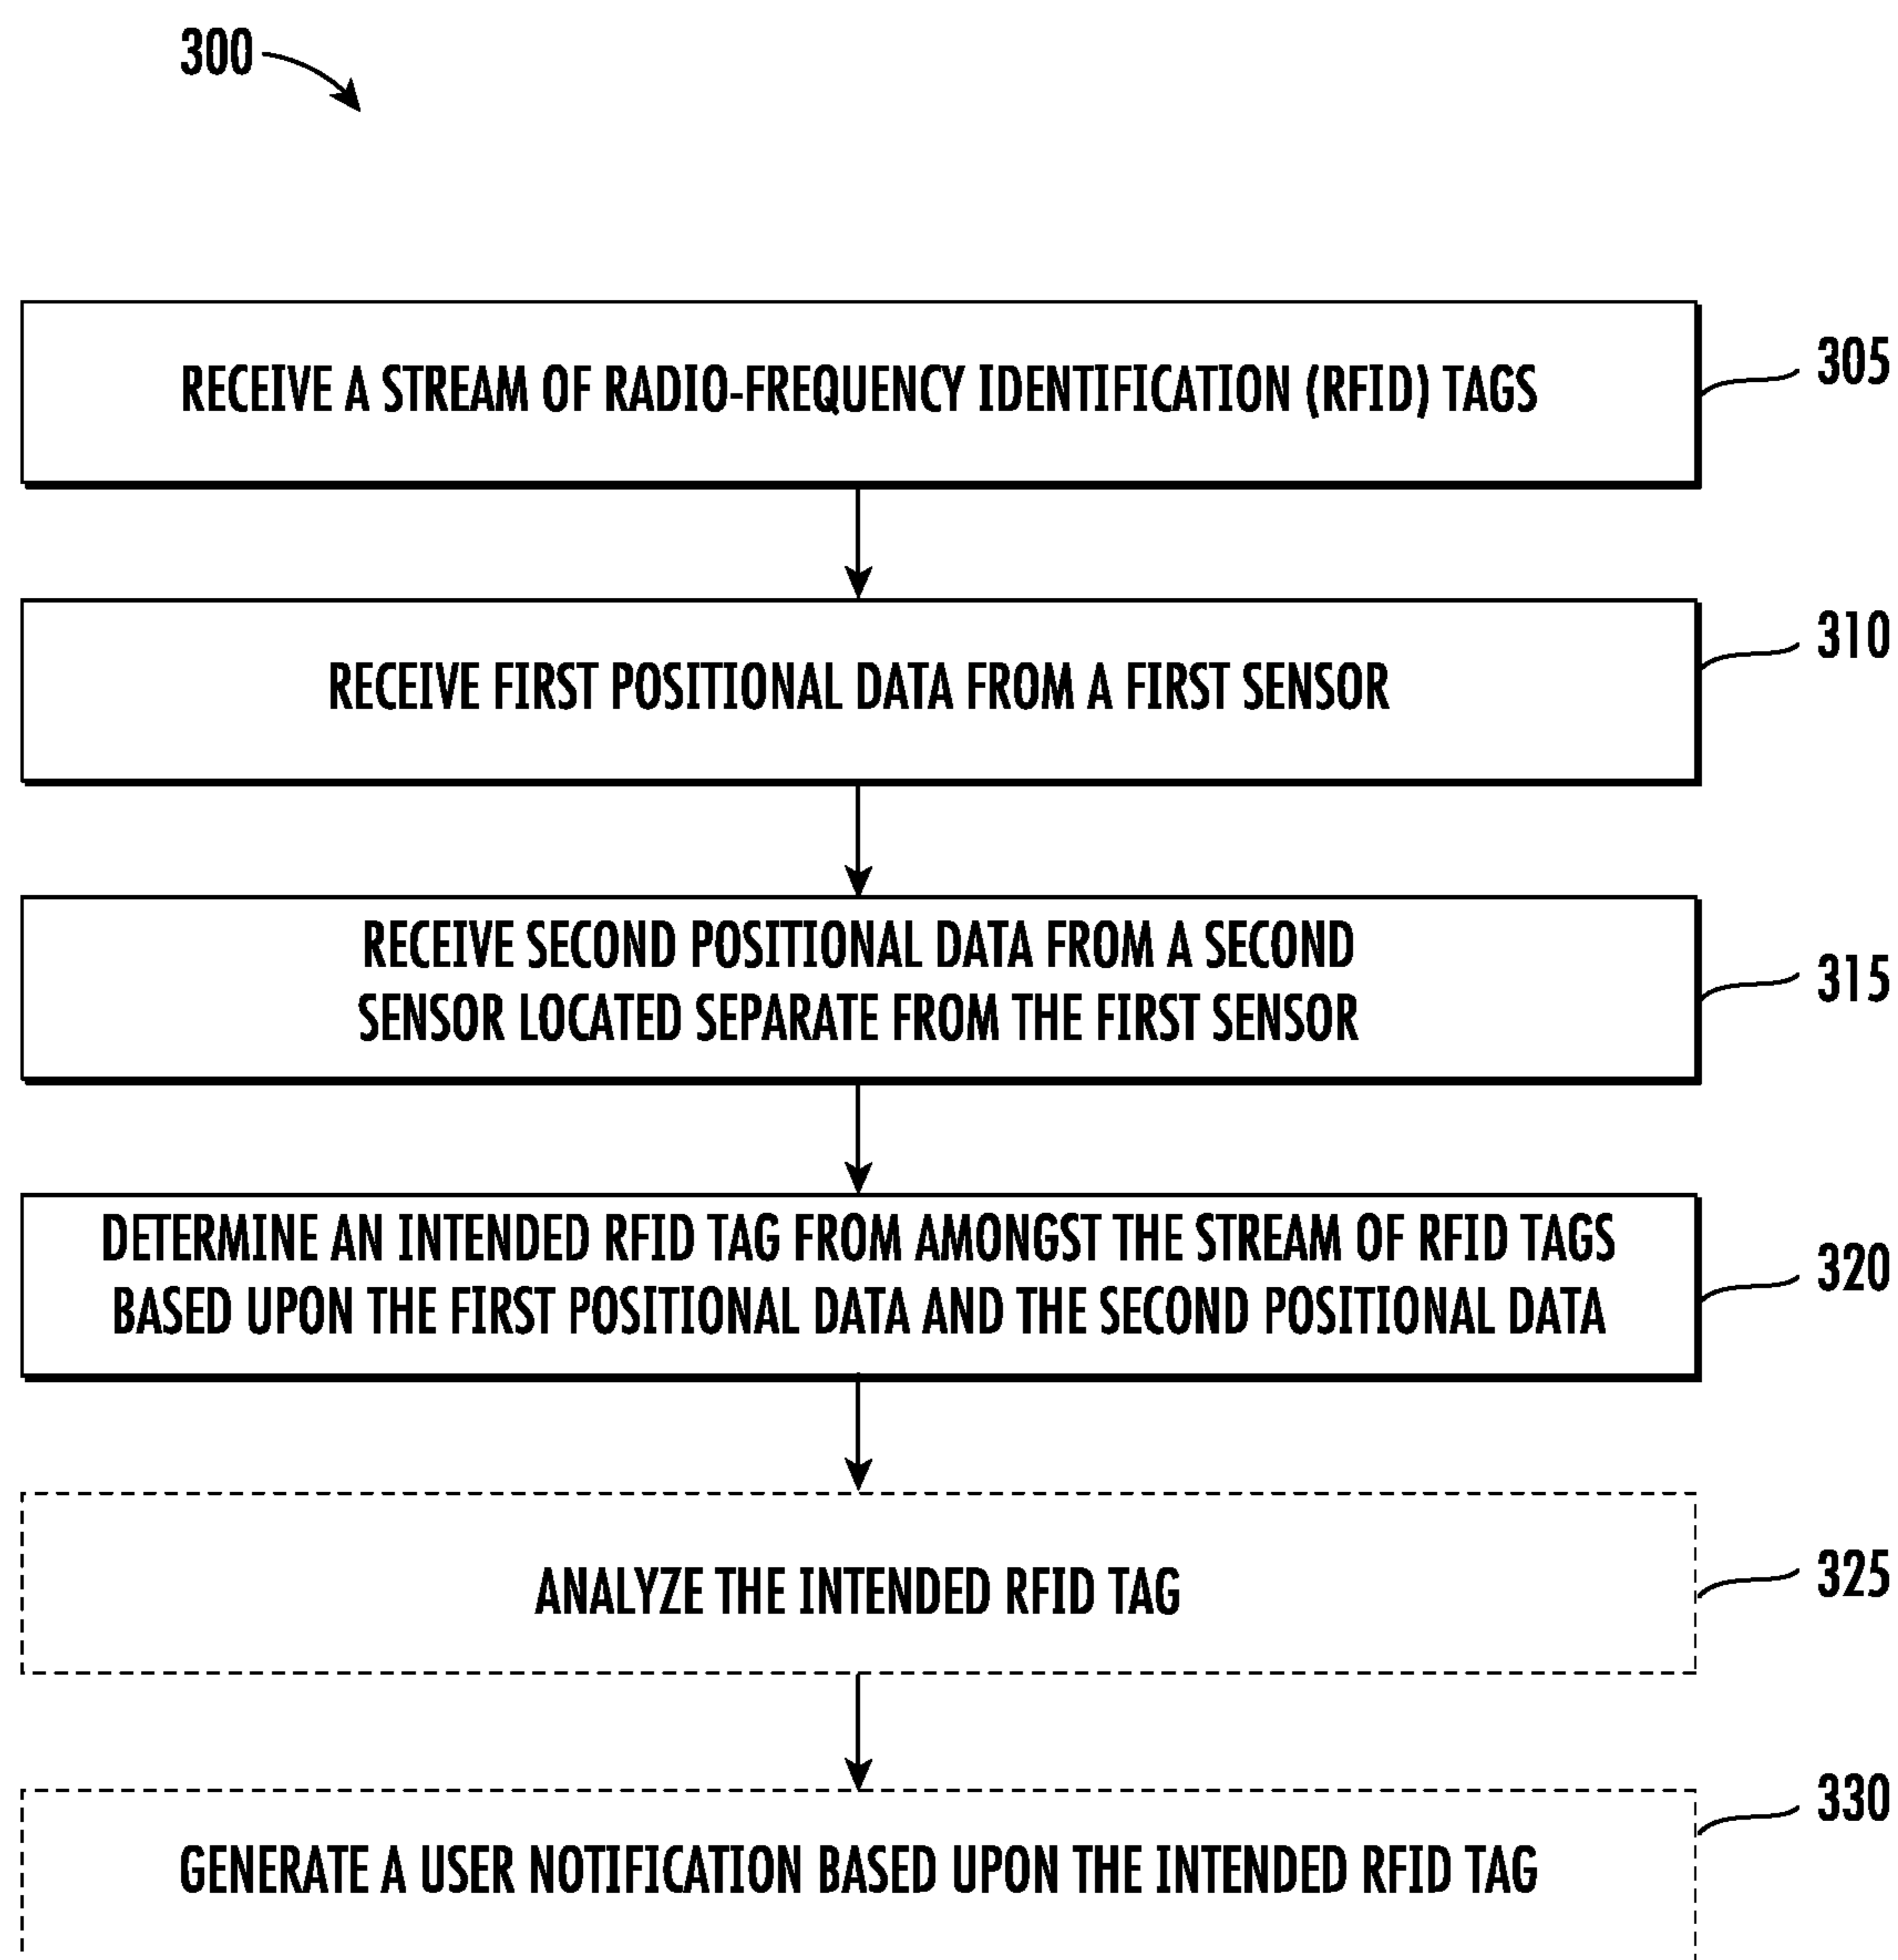 300
RECEIVE A STREAM OF RADIO-FREQUENCY IDENTIFICATION (RFID) TAGS
305
RECEIVE FIRST POSITIONAL DATA FROM A FIRST SENSOR
310
RECEIVE SECOND POSITIONAL DATA FROM A SECOND
SENSOR LOCATED SEPARATE FROM THE FIRST SENSOR
315
DETERMINE AN INTENDED RFID TAG FROM AMONGST THE STREAM OF RFID TAGS
BASED UPON THE FIRST POSITIONAL DATA AND THE SECOND POSITIONAL DATA
320
ANALYZE THE INTENDED RFID TAG
325
GENERATE A USER NOTIFICATION BASED UPON THE INTENDED RFID TAG
330